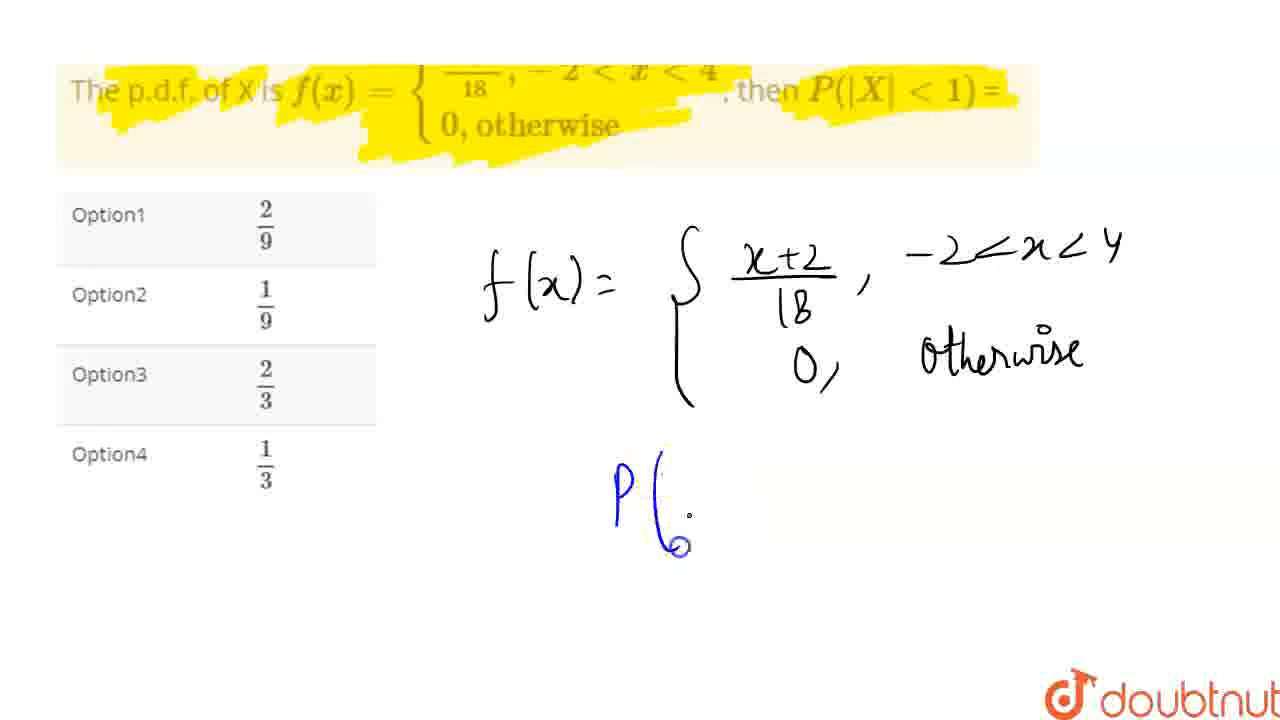 The p.d.f. of X is f(x) = { /18, −2 < x < 4 , then P(|X| < 1) =
0, otherwise
Option1 2/9
Option2 1/9
Option3 2/3
Option4 1/3
f(x) = { x+2/18, −2<x<4
0, otherwise
P(
doubtnut